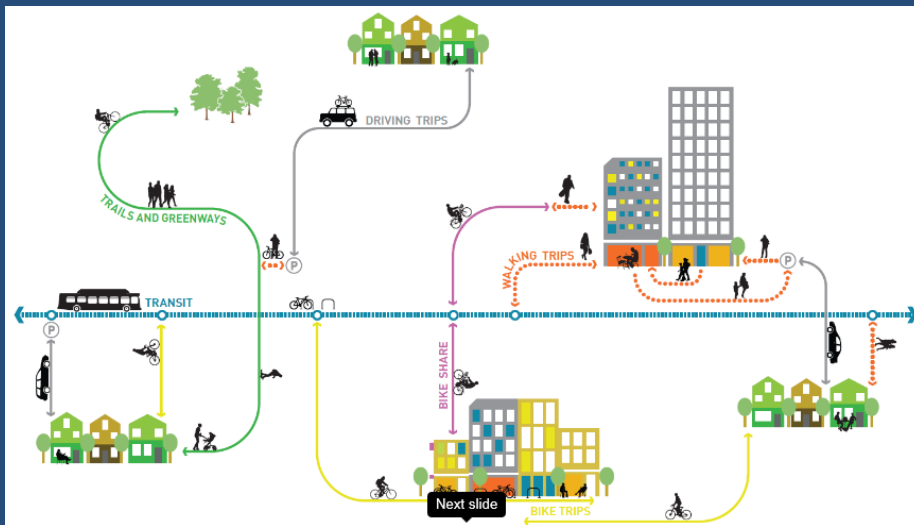 DRIVING TRIPS
TRAILS AND GREENWAYS
P
WALKING TRIPS
P
TRANSIT
P
BIKE SHARE
Next slide
BIKE TRIPS